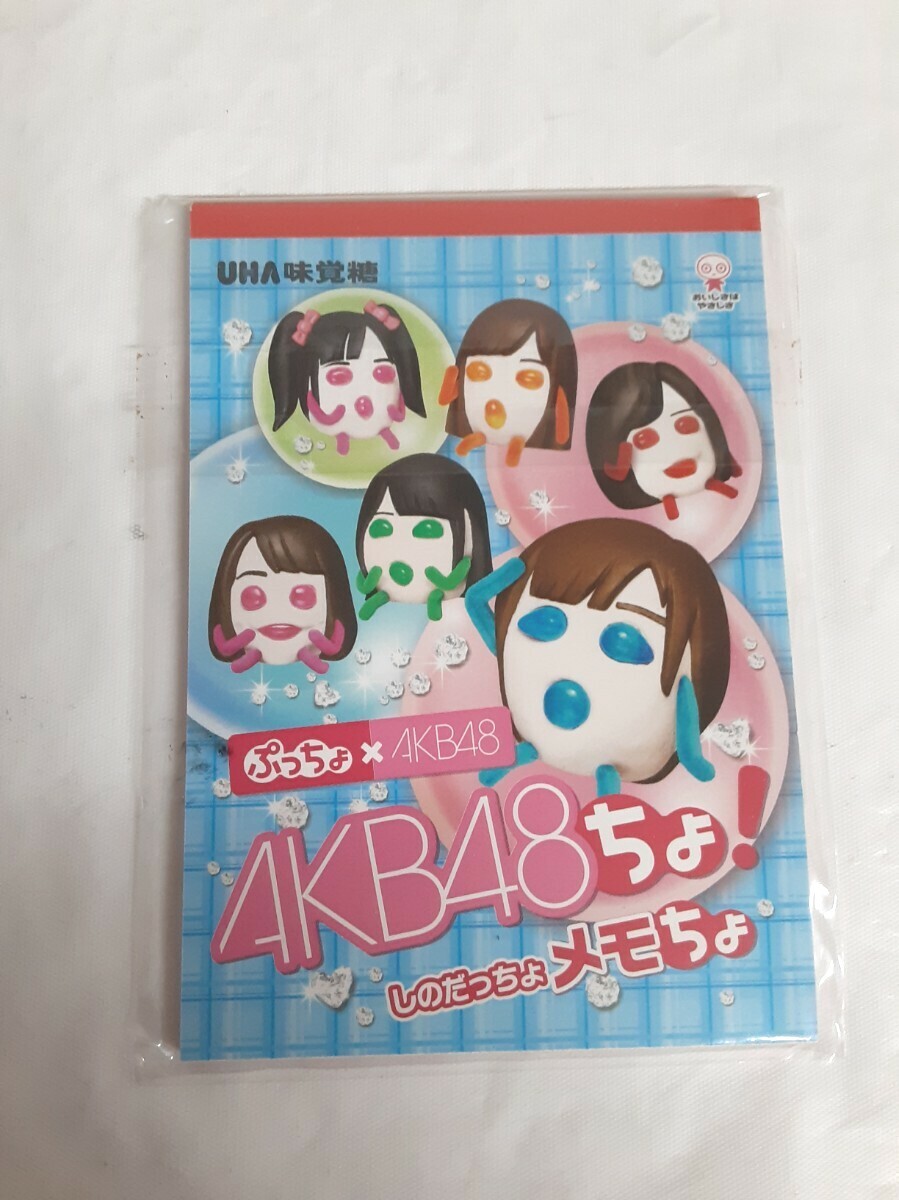 UHA味覚糖
おいしさは
やさしさ
ぷっちょ×AKB48
AKB48ちょ!
しのだっちょ メモちょ